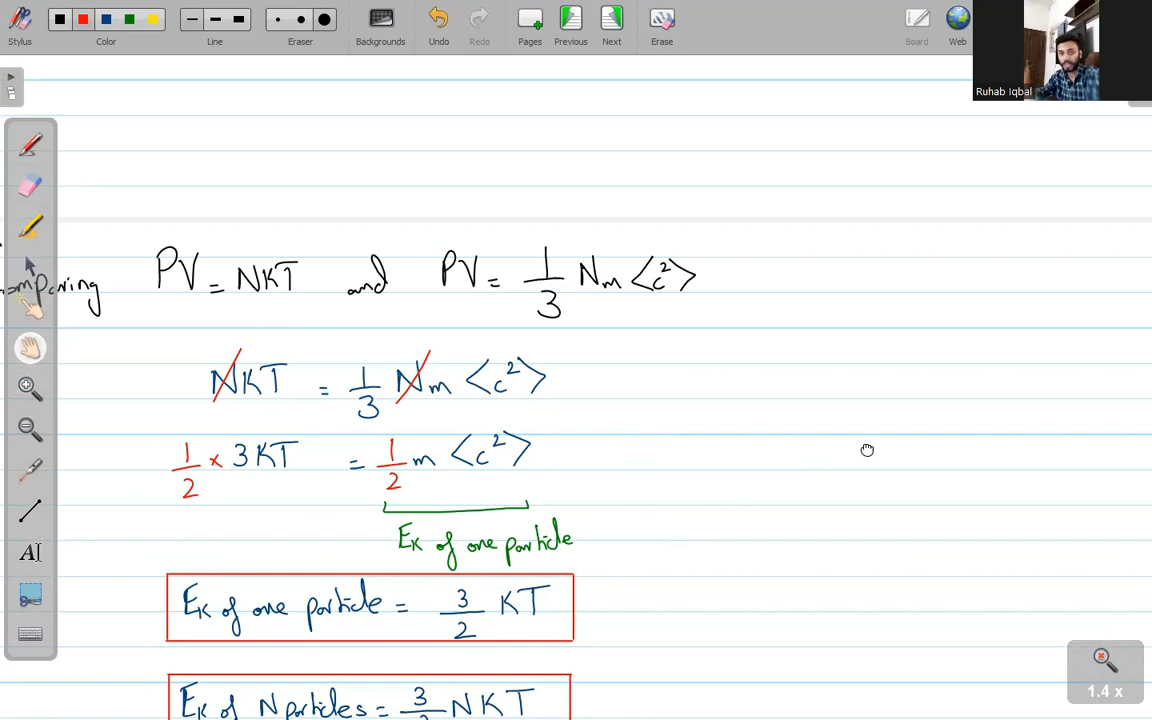 Stylus Color Line Eraser Backgrounds Undo Redo Pages Previous Next Erase Board Web
Ruhab Iqbal
omparing PV = NKT and PV = 1/3 Nm <c²>
NKT = 1/3 Nm <c²>
1/2 × 3KT = 1/2 m <c²>
EK of one particle
EK of one particle = 3/2 KT
EK of N particles = 3/2 NKT
1.4 x